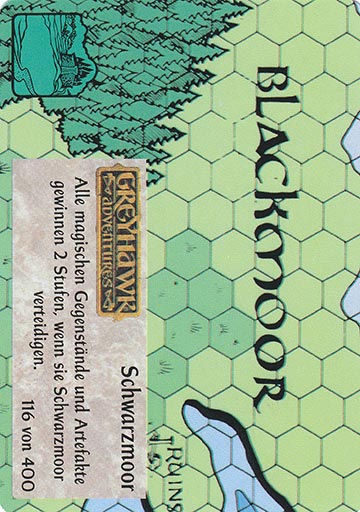 BLACKMOOR
RUINS
GREYHAWK
adventures
Schwarzmoor
Alle magischen Gegenstände und Artefakte
gewinnen 2 Stufen, wenn sie Schwarzmoor
verteidigen.
116 von 400